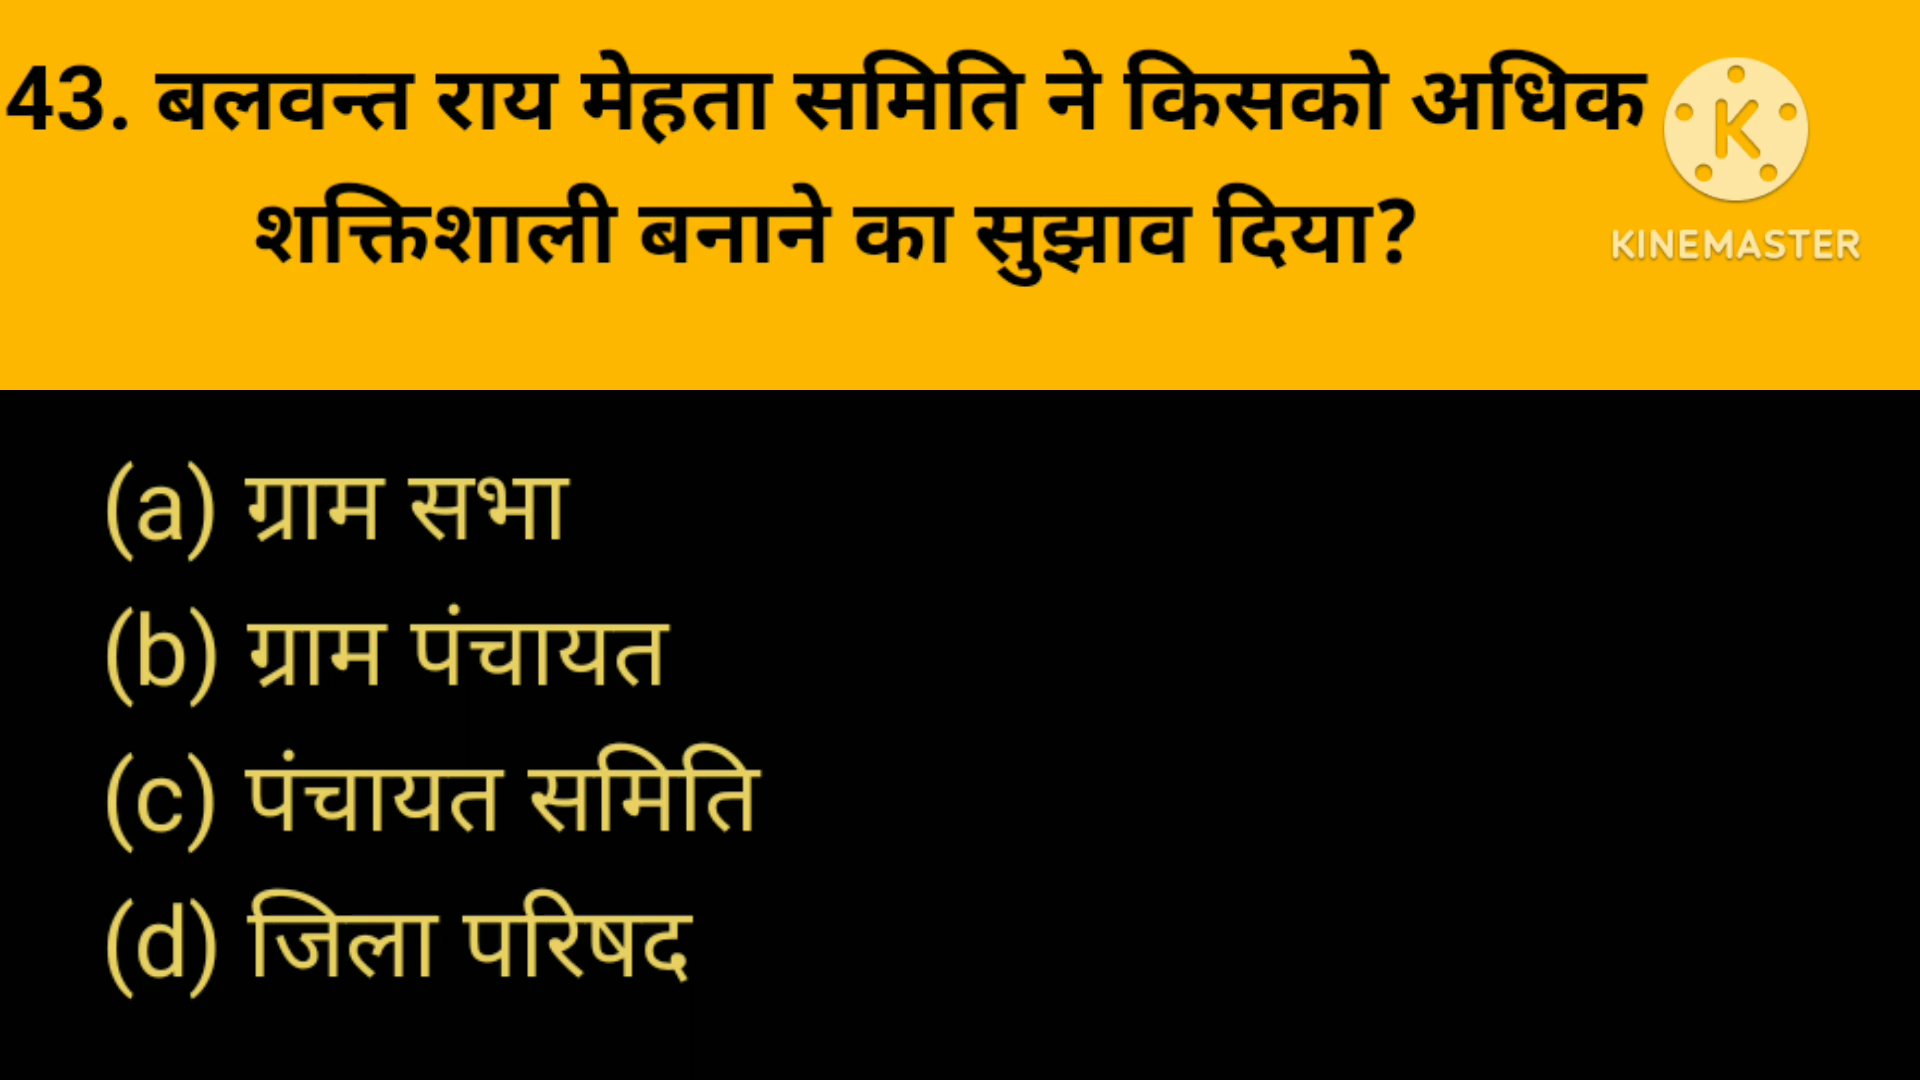 43. बलवन्त राय मेहता समिति ने किसको अधिक
शक्तिशाली बनाने का सुझाव दिया?
K
KINEMASTER
(a) ग्राम सभा
(b) ग्राम पंचायत
(c) पंचायत समिति
(d) जिला परिषद